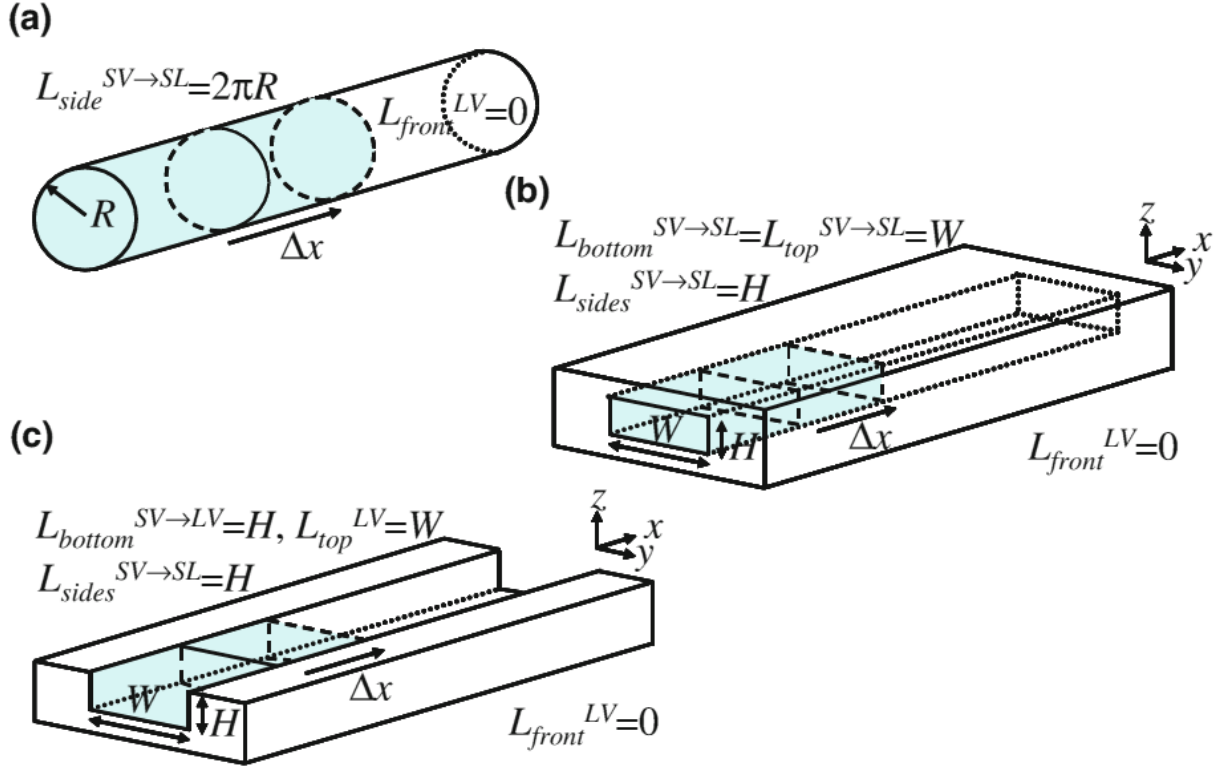 (a)
L_side^SV→SL=2πR
L_front^LV=0
R
Δx
(b)
L_bottom^SV→SL=L_top^SV→SL=W
L_sides^SV→SL=H
z
x
y
W
H
Δx
L_front^LV=0
(c)
L_bottom^SV→LV=H, L_top^LV=W
L_sides^SV→SL=H
z
x
y
W
H
Δx
L_front^LV=0